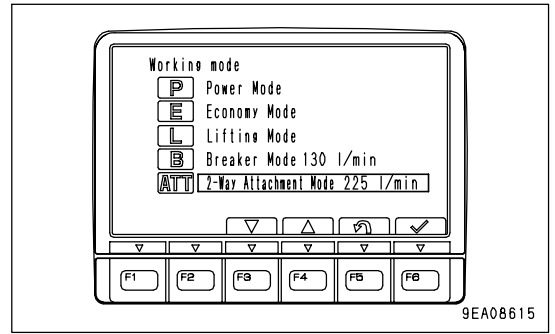 Working mode
P Power Mode
E Economy Mode
L Lifting Mode
B Breaker Mode 130 l/min
ATT 2-Way Attachment Mode 225 l/min
F1 F2 F3 F4 F5 F6
9EA08615